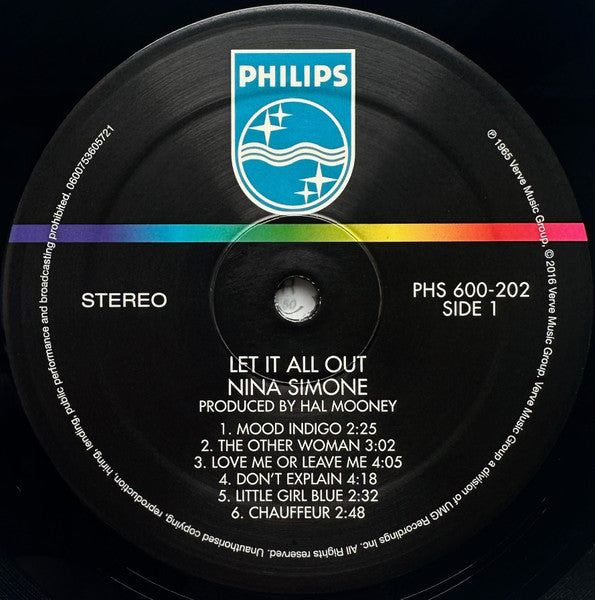 PHILIPS
STEREO
PHS 600-202
SIDE 1
LET IT ALL OUT
NINA SIMONE
PRODUCED BY HAL MOONEY
1. MOOD INDIGO 2:25
2. THE OTHER WOMAN 3:02
3. LOVE ME OR LEAVE ME 4:05
4. DON'T EXPLAIN 4:18
5. LITTLE GIRL BLUE 2:32
6. CHAUFFEUR 2:48
℗ 1965 Verve Music Group, © 2016 Verve Music Group. Verve Music Group a division of UMG Recordings Inc. All Rights reserved. Unauthorised copying, reproduction, hiring, lending, public performance and broadcasting prohibited. 0600753605721